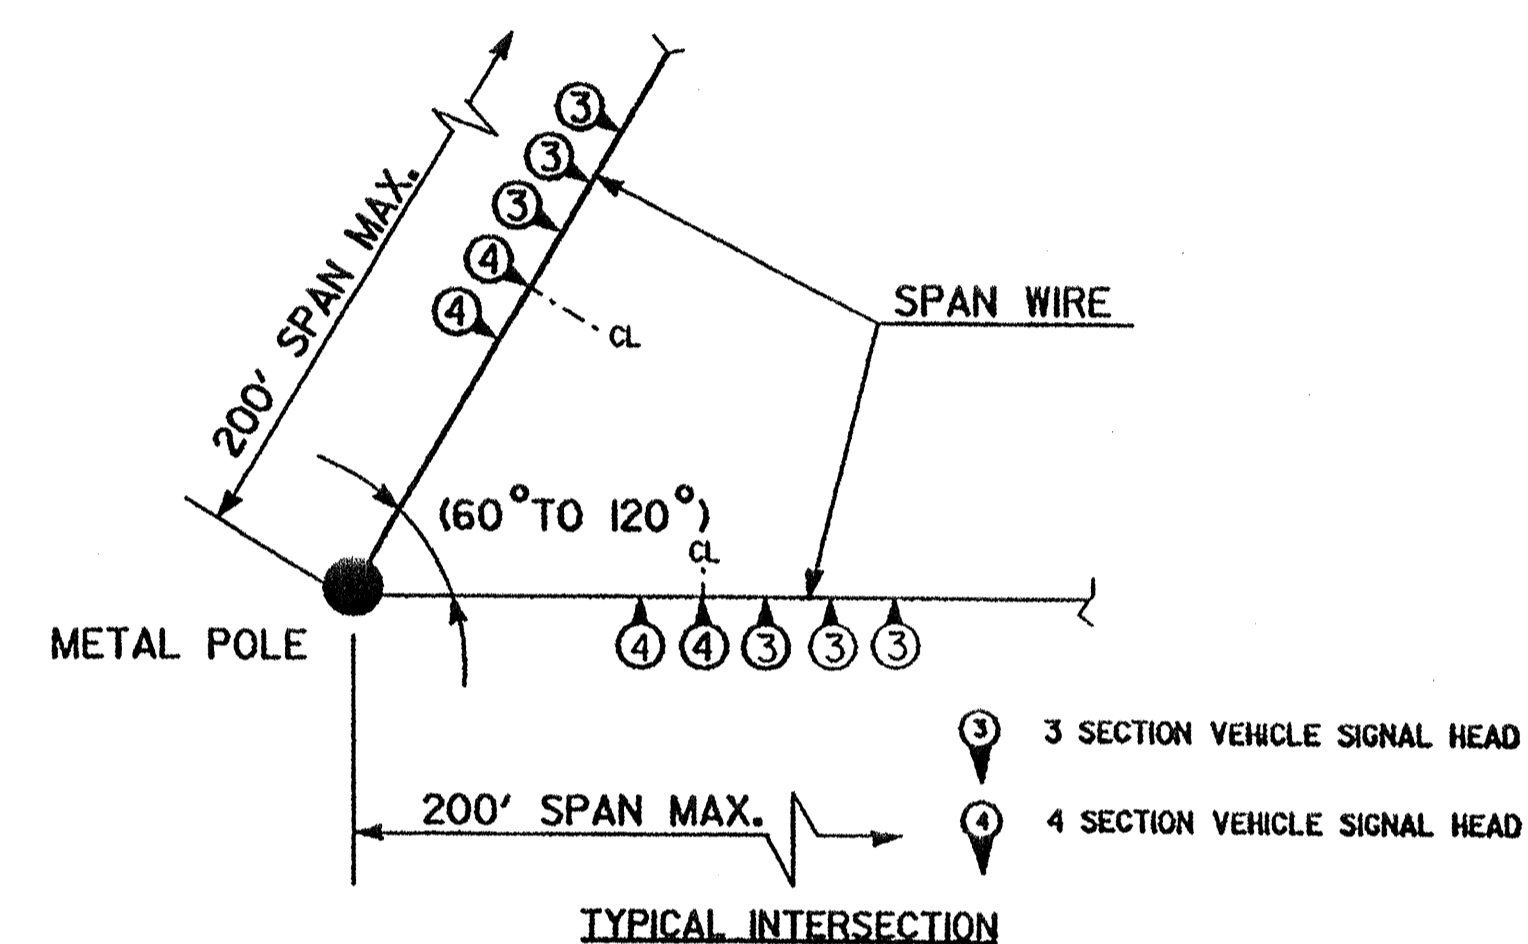 3
3
3
4
4
CL
200' SPAN MAX.
SPAN WIRE
(60°TO 120°)
CL
METAL POLE
4 4 3 3 3
3 3 SECTION VEHICLE SIGNAL HEAD
200' SPAN MAX.
4 4 SECTION VEHICLE SIGNAL HEAD
TYPICAL INTERSECTION